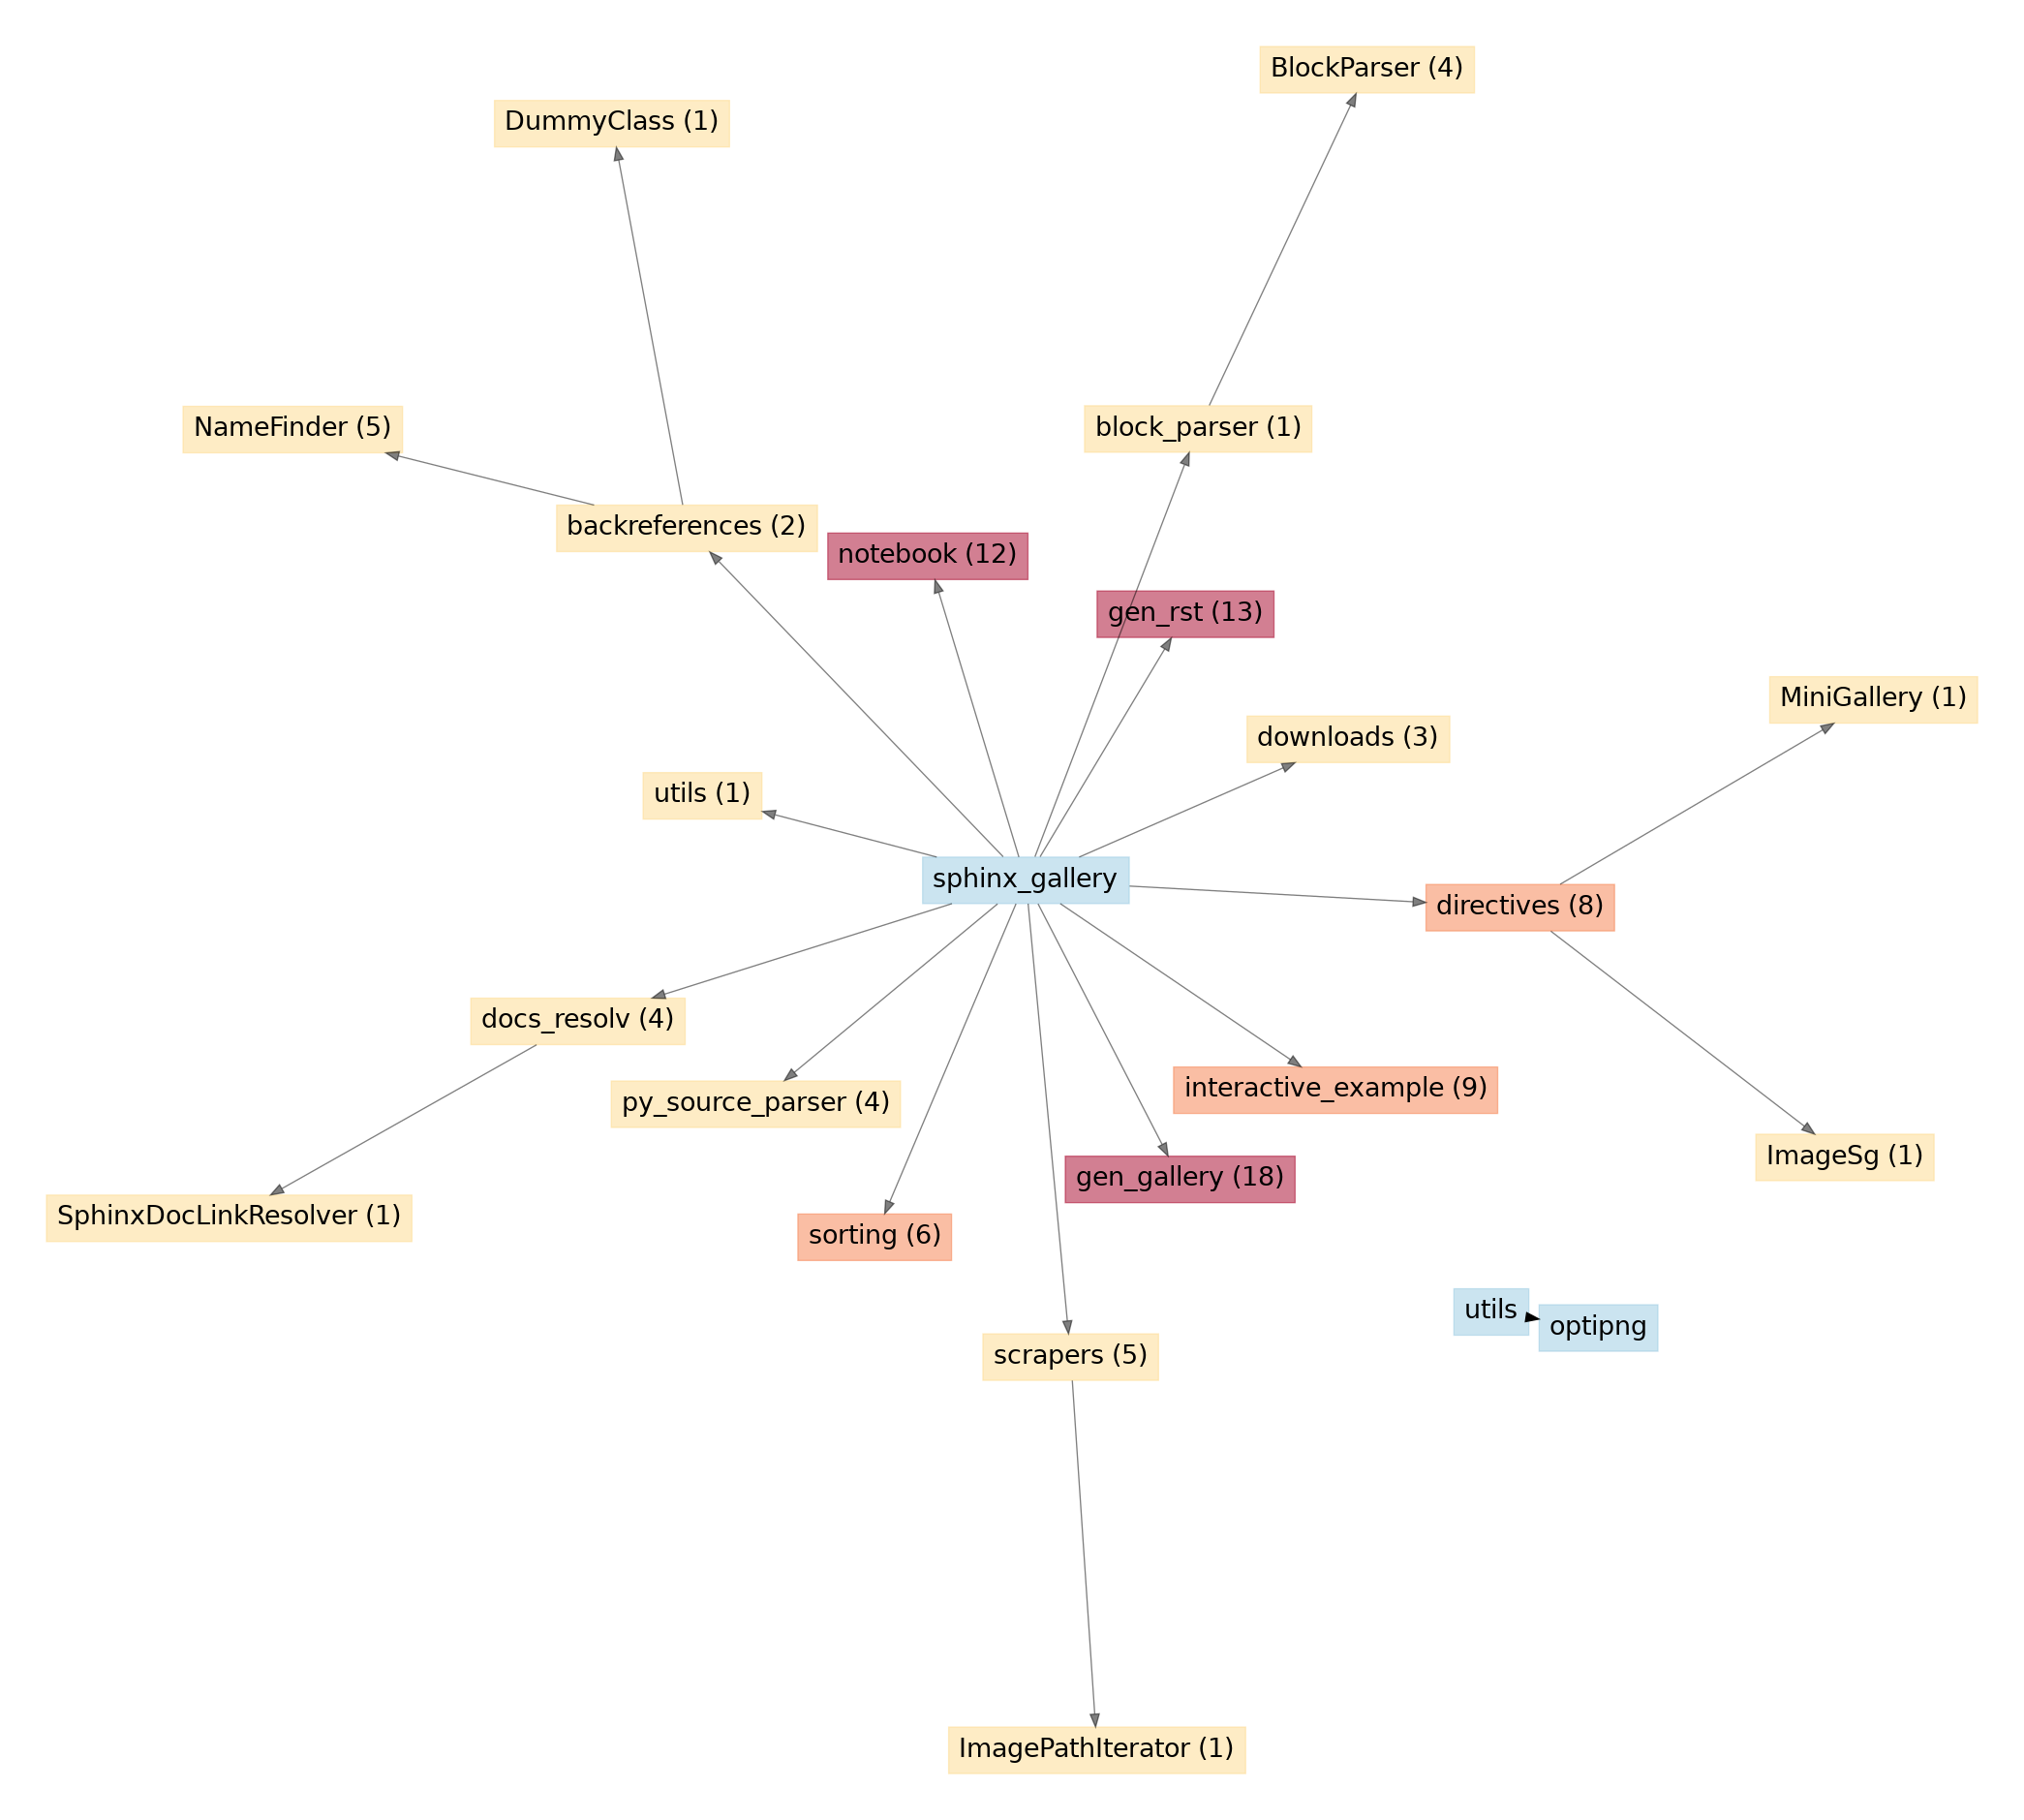 BlockParser (4)
DummyClass (1)
NameFinder (5)
block_parser (1)
backreferences (2)
notebook (12)
gen_rst (13)
MiniGallery (1)
downloads (3)
utils (1)
sphinx_gallery
directives (8)
docs_resolv (4)
interactive_example (9)
py_source_parser (4)
ImageSg (1)
gen_gallery (18)
SphinxDocLinkResolver (1)
sorting (6)
utils
optipng
scrapers (5)
ImagePathIterator (1)